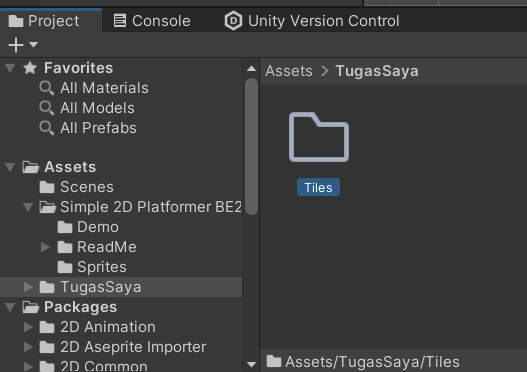 Project
Console
Unity Version Control
Favorites
All Materials
All Models
All Prefabs
Assets
Scenes
Simple 2D Platformer BE2
Demo
ReadMe
Sprites
TugasSaya
Packages
2D Animation
2D Aseprite Importer
2D Common
Assets > TugasSaya
Tiles
Assets/TugasSaya/Tiles